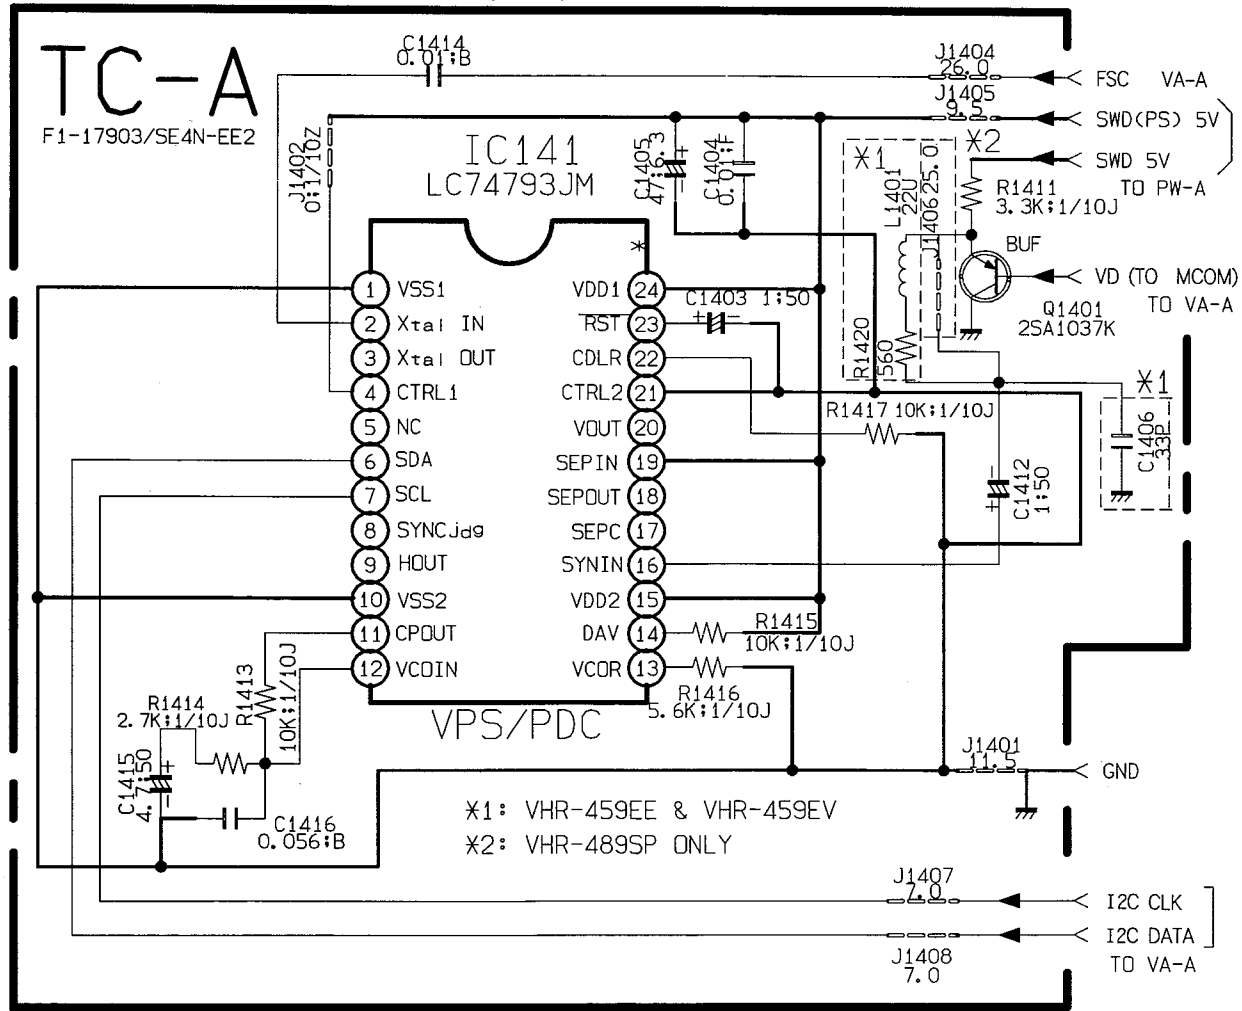 TC-A
F1-17903/SE4N-EE2
C1414
0.01;B
J1404
26.0
FSC VA-A
J1405
9.5
SWD(PS) 5V
SWD 5V
TO PW-A
J1402
0;1/10Z
IC141
LC74793JM
C1405
47;6.3
C1404
0.01;F
*1
*2
L1401
22U
J1406
25.0
R1411
3.3K;1/10J
BUF
VD (TO MCOM)
TO VA-A
Q1401
2SA1037K
*
1 VSS1
2 Xtal IN
3 Xtal OUT
4 CTRL1
5 NC
6 SDA
7 SCL
8 SYNCJdg
9 HOUT
10 VSS2
11 CPOUT
12 VCOIN
VDD1 24
RST 23
CDLR 22
CTRL2 21
VOUT 20
SEPIN 19
SEPOUT 18
SEPC 17
SYNIN 16
VDD2 15
DAV 14
VCOR 13
C1403 1;50
R1420
560
R1417 10K;1/10J
*1
C1406
33P
C1412
1;50
R1415
10K;1/10J
R1416
5.6K;1/10J
R1413
10K;1/10J
R1414
2.7K;1/10J
C1415
4.7;50
C1416
0.056;B
VPS/PDC
J1401
11.5
GND
*1: VHR-459EE & VHR-459EV
*2: VHR-489SP ONLY
J1407
7.0
I2C CLK
I2C DATA
J1408
7.0
TO VA-A